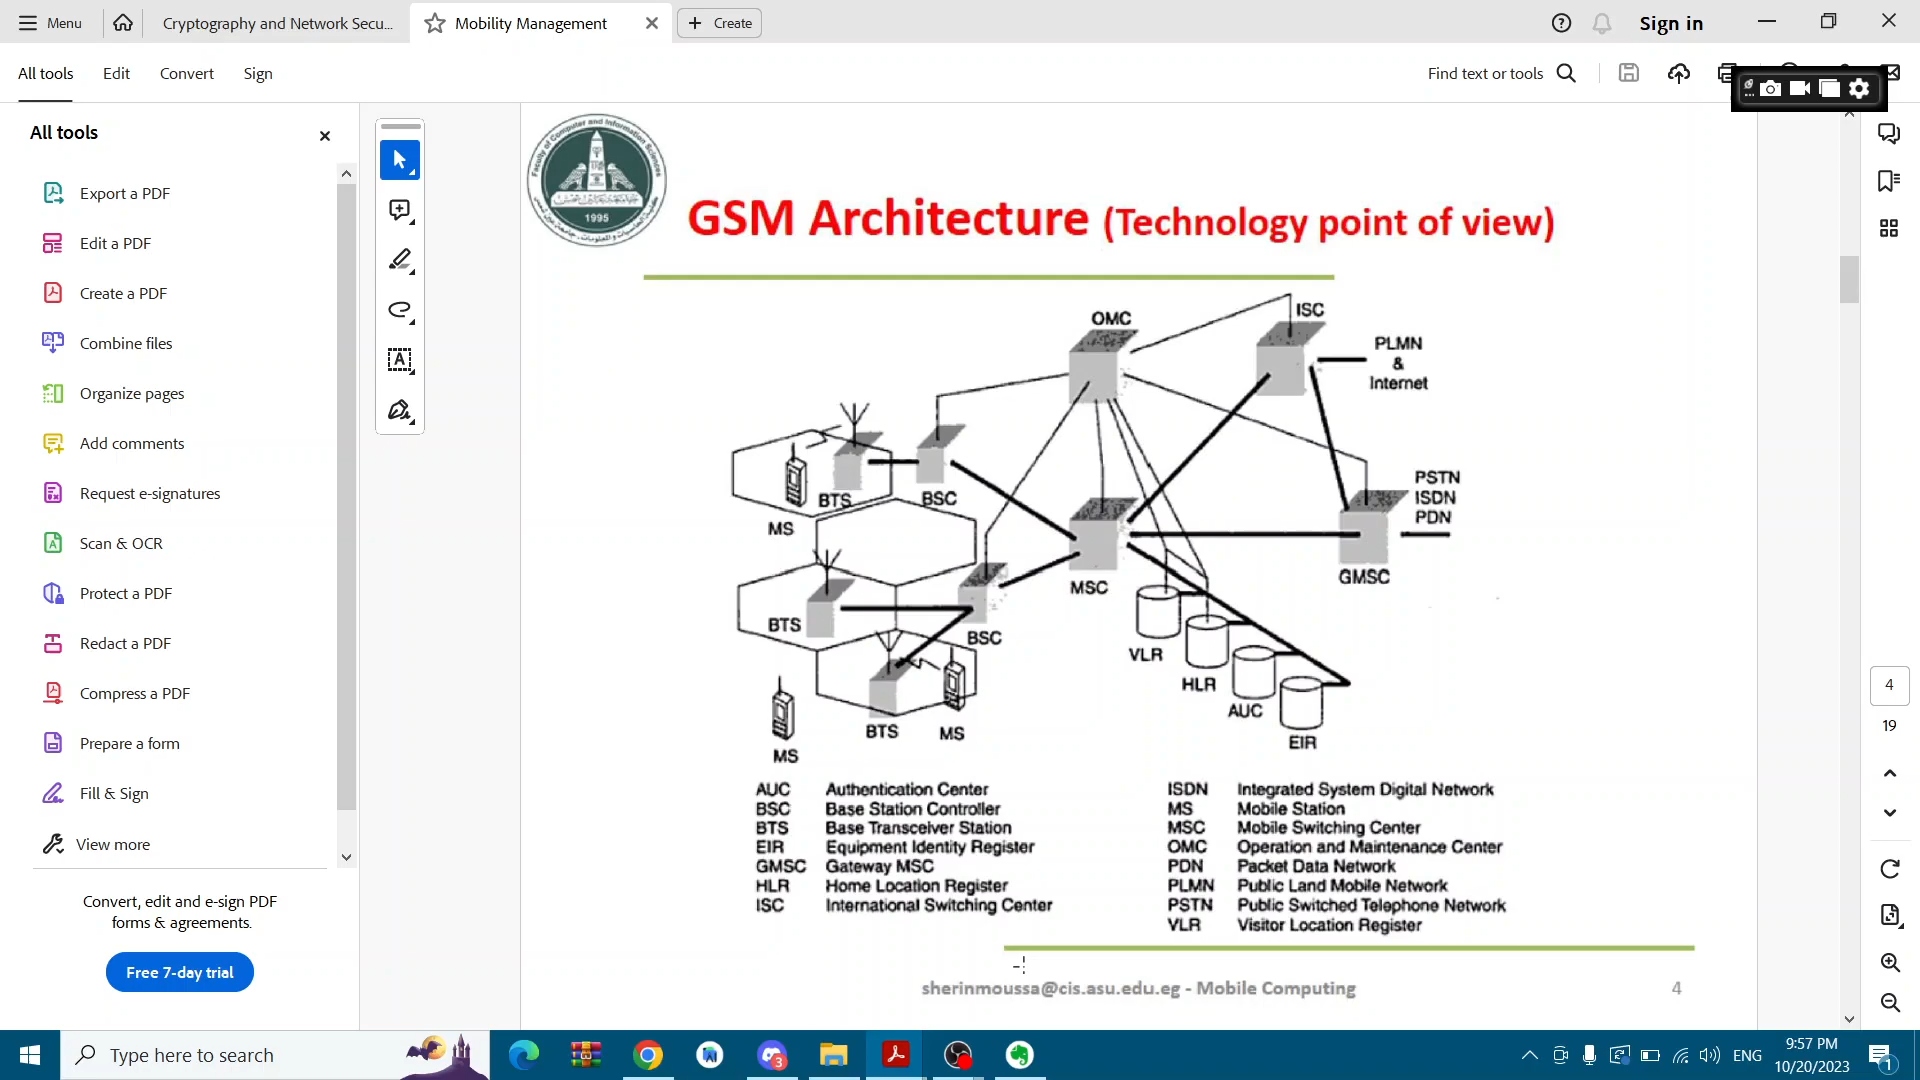 Menu
Cryptography and Network Secu...
Mobility Management
Create
Sign in
All tools
Edit
Convert
Sign
Find text or tools
All tools
Export a PDF
Edit a PDF
Create a PDF
Combine files
Organize pages
Add comments
Request e-signatures
Scan & OCR
Protect a PDF
Redact a PDF
Compress a PDF
Prepare a form
Fill & Sign
View more
Convert, edit and e-sign PDF
forms & agreements.
Free 7-day trial
Faculty of Computer and Information Sciences
1995
GSM Architecture (Technology point of view)
OMC
ISC
PLMN
&
Internet
BTS
BSC
MS
PSTN
ISDN
PDN
GMSC
MSC
BTS
BSC
VLR
HLR
AUC
EIR
BTS
MS
MS
AUC Authentication Center
BSC Base Station Controller
BTS Base Transceiver Station
EIR Equipment Identity Register
GMSC Gateway MSC
HLR Home Location Register
ISC International Switching Center
ISDN Integrated System Digital Network
MS Mobile Station
MSC Mobile Switching Center
OMC Operation and Maintenance Center
PDN Packet Data Network
PLMN Public Land Mobile Network
PSTN Public Switched Telephone Network
VLR Visitor Location Register
sherinmoussa@cis.asu.edu.eg - Mobile Computing
4
4
19
Type here to search
3
ENG
9:57 PM
10/20/2023
1